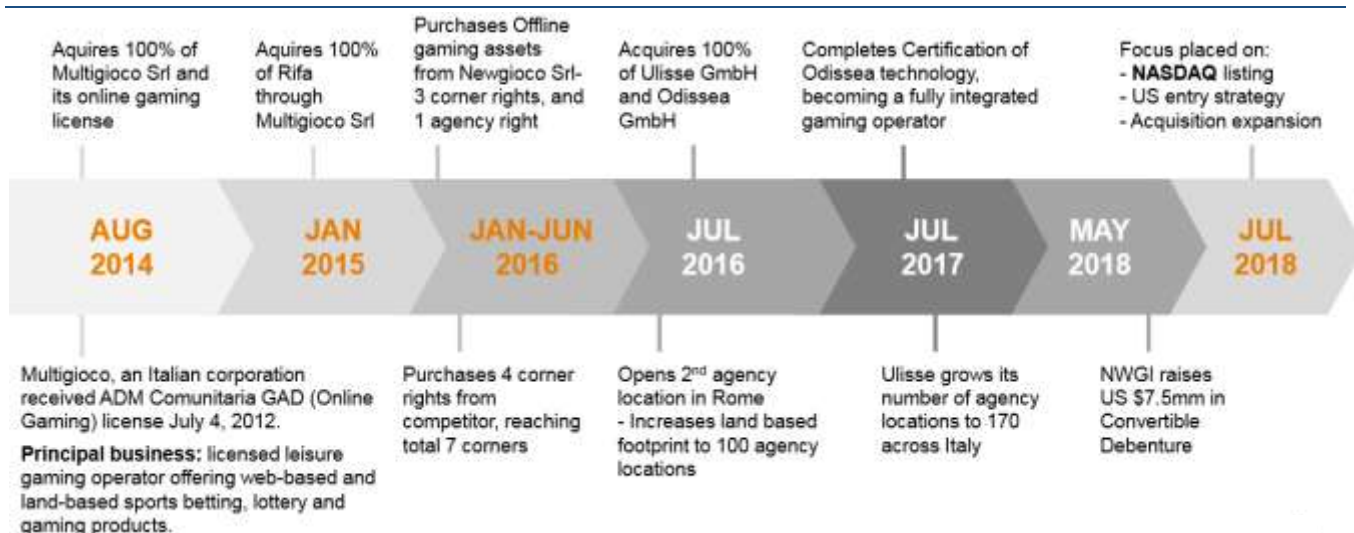 Aquires 100% of
Multigioco Srl and
its online gaming
license
Aquires 100%
of Rifa
through
Multigioco Srl
Purchases Offline
gaming assets
from Newgioco Srl-
3 corner rights, and
1 agency right
Acquires 100%
of Ulisse GmbH
and Odissea
GmbH
Completes Certification of
Odissea technology,
becoming a fully integrated
gaming operator
Focus placed on:
- NASDAQ listing
- US entry strategy
- Acquisition expansion
AUG
2014
JAN
2015
JAN-JUN
2016
JUL
2016
JUL
2017
MAY
2018
JUL
2018
Multigioco, an Italian corporation
received ADM Comunitaria GAD (Online
Gaming) license July 4, 2012.
Principal business: licensed leisure
gaming operator offering web-based and
land-based sports betting, lottery and
gaming products.
Purchases 4 corner
rights from
competitor, reaching
total 7 corners
Opens 2nd agency
location in Rome
- Increases land based
footprint to 100 agency
locations
Ulisse grows its
number of agency
locations to 170
across Italy
NWGI raises
US $7.5mm in
Convertible
Debenture